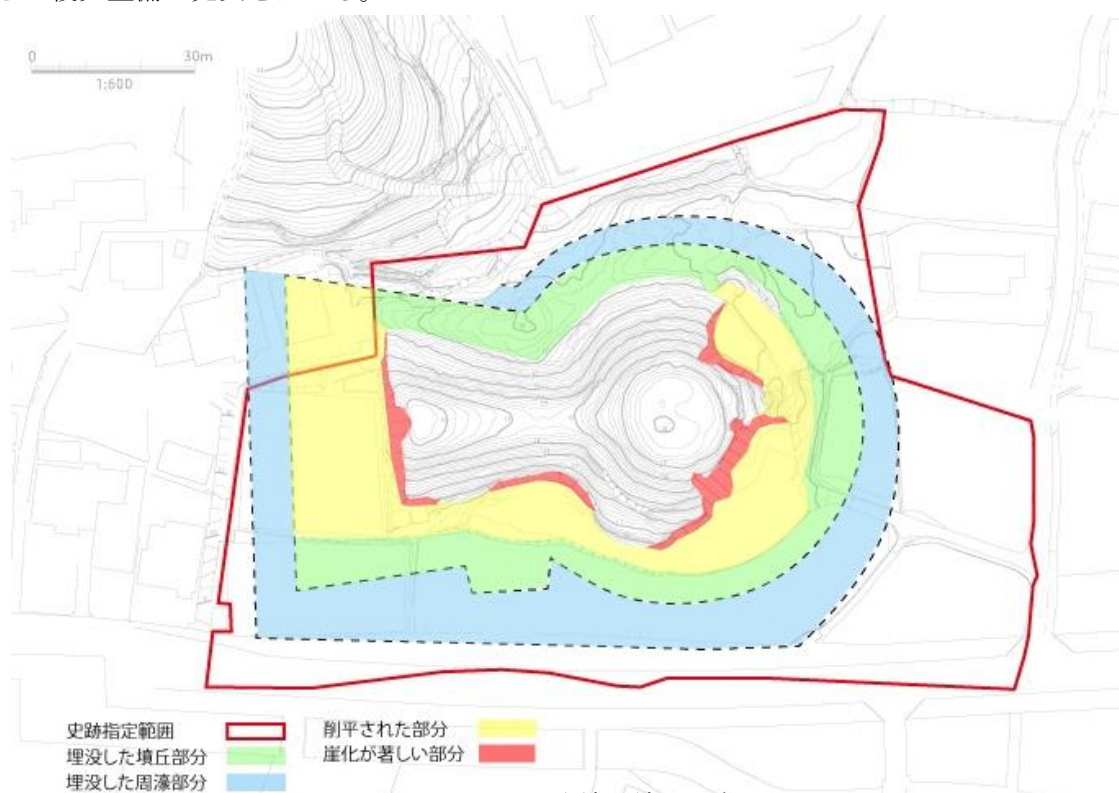 0 30m
1:600
史跡指定範囲
埋没した墳丘部分
埋没した周濠部分
削平された部分
崖化が著しい部分